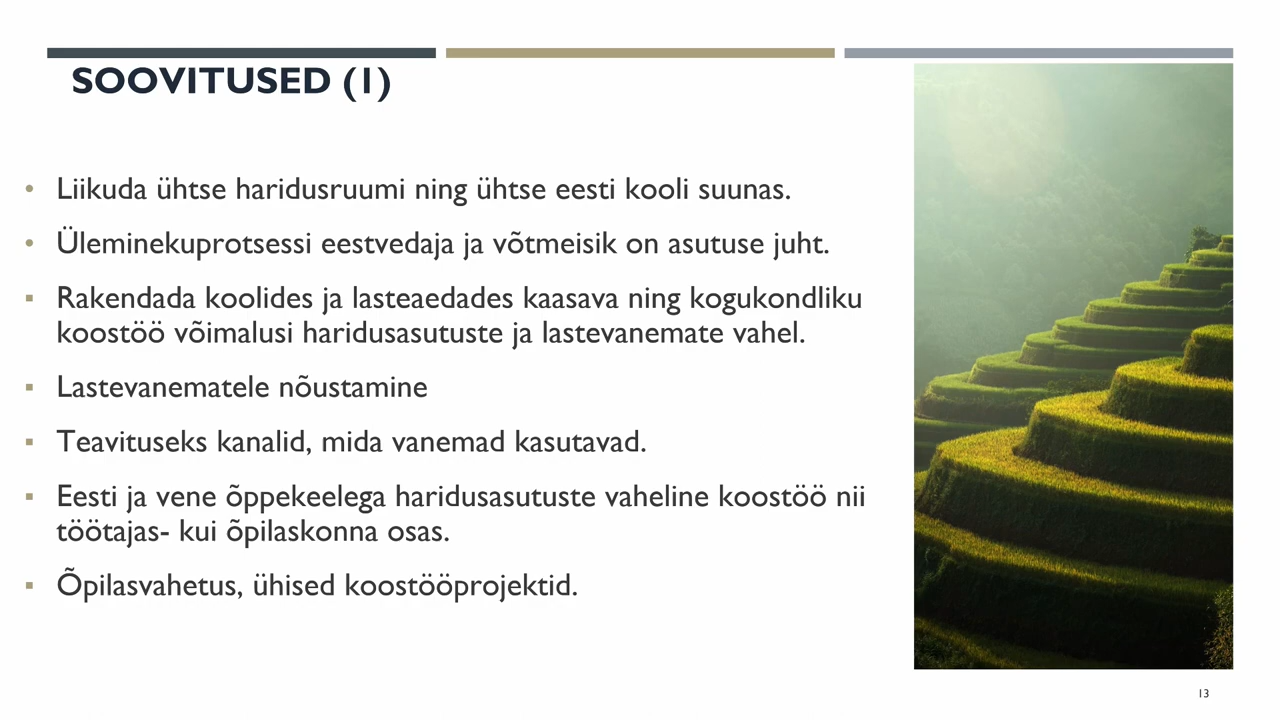 SOOVITUSED (1)
• Liikuda ühtse haridusruumi ning ühtse eesti kooli suunas.
• Üleminekuprotsessi eestvedaja ja võtmeisik on asutuse juht.
▪ Rakendada koolides ja lasteaedades kaasava ning kogukondliku
koostöö võimalusi haridusasutuste ja lastevanemate vahel.
▪ Lastevanematele nõustamine
▪ Teavituseks kanalid, mida vanemad kasutavad.
▪ Eesti ja vene õppekeelega haridusasutuste vaheline koostöö nii
töötajas- kui õpilaskonna osas.
▪ Õpilasvahetus, ühised koostööprojektid.
13